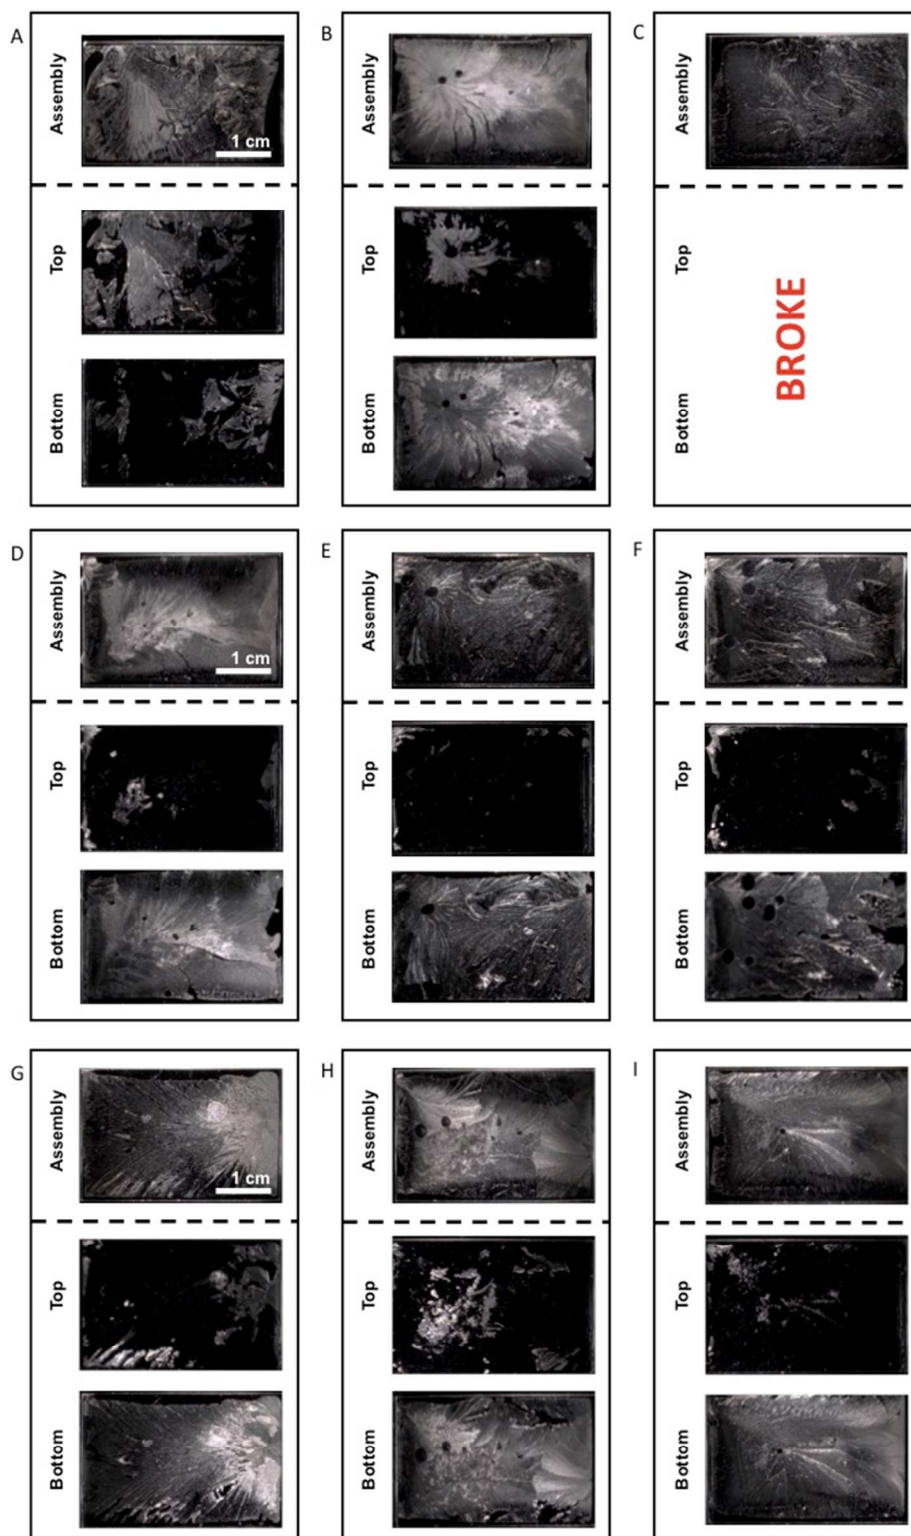 A
Assembly
1 cm
Top
Bottom
B
Assembly
Top
Bottom
C
Assembly
Top
Bottom
BROKE
D
Assembly
1 cm
Top
Bottom
E
Assembly
Top
Bottom
F
Assembly
Top
Bottom
G
Assembly
1 cm
Top
Bottom
H
Assembly
Top
Bottom
I
Assembly
Top
Bottom